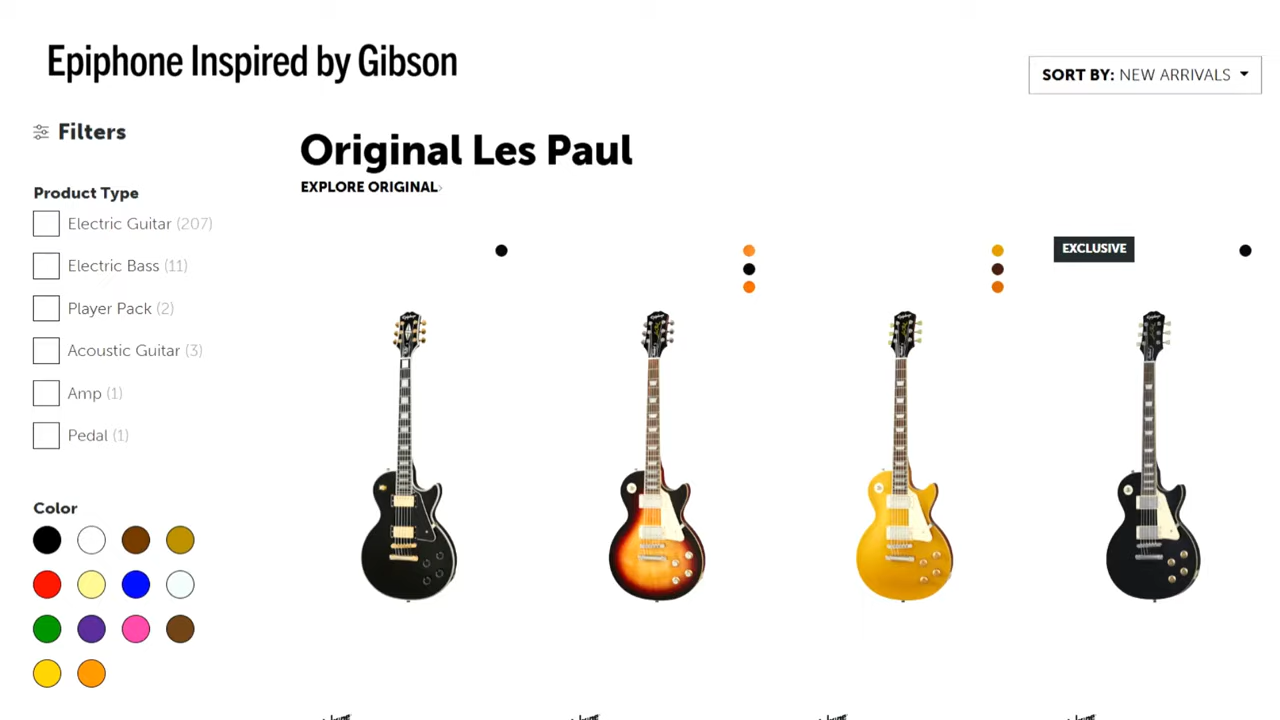 Epiphone Inspired by Gibson
SORT BY: NEW ARRIVALS
Filters
Original Les Paul
EXPLORE ORIGINAL›
Product Type
Electric Guitar (207)
Electric Bass (11)
Player Pack (2)
Acoustic Guitar (3)
Amp (1)
Pedal (1)
EXCLUSIVE
Color